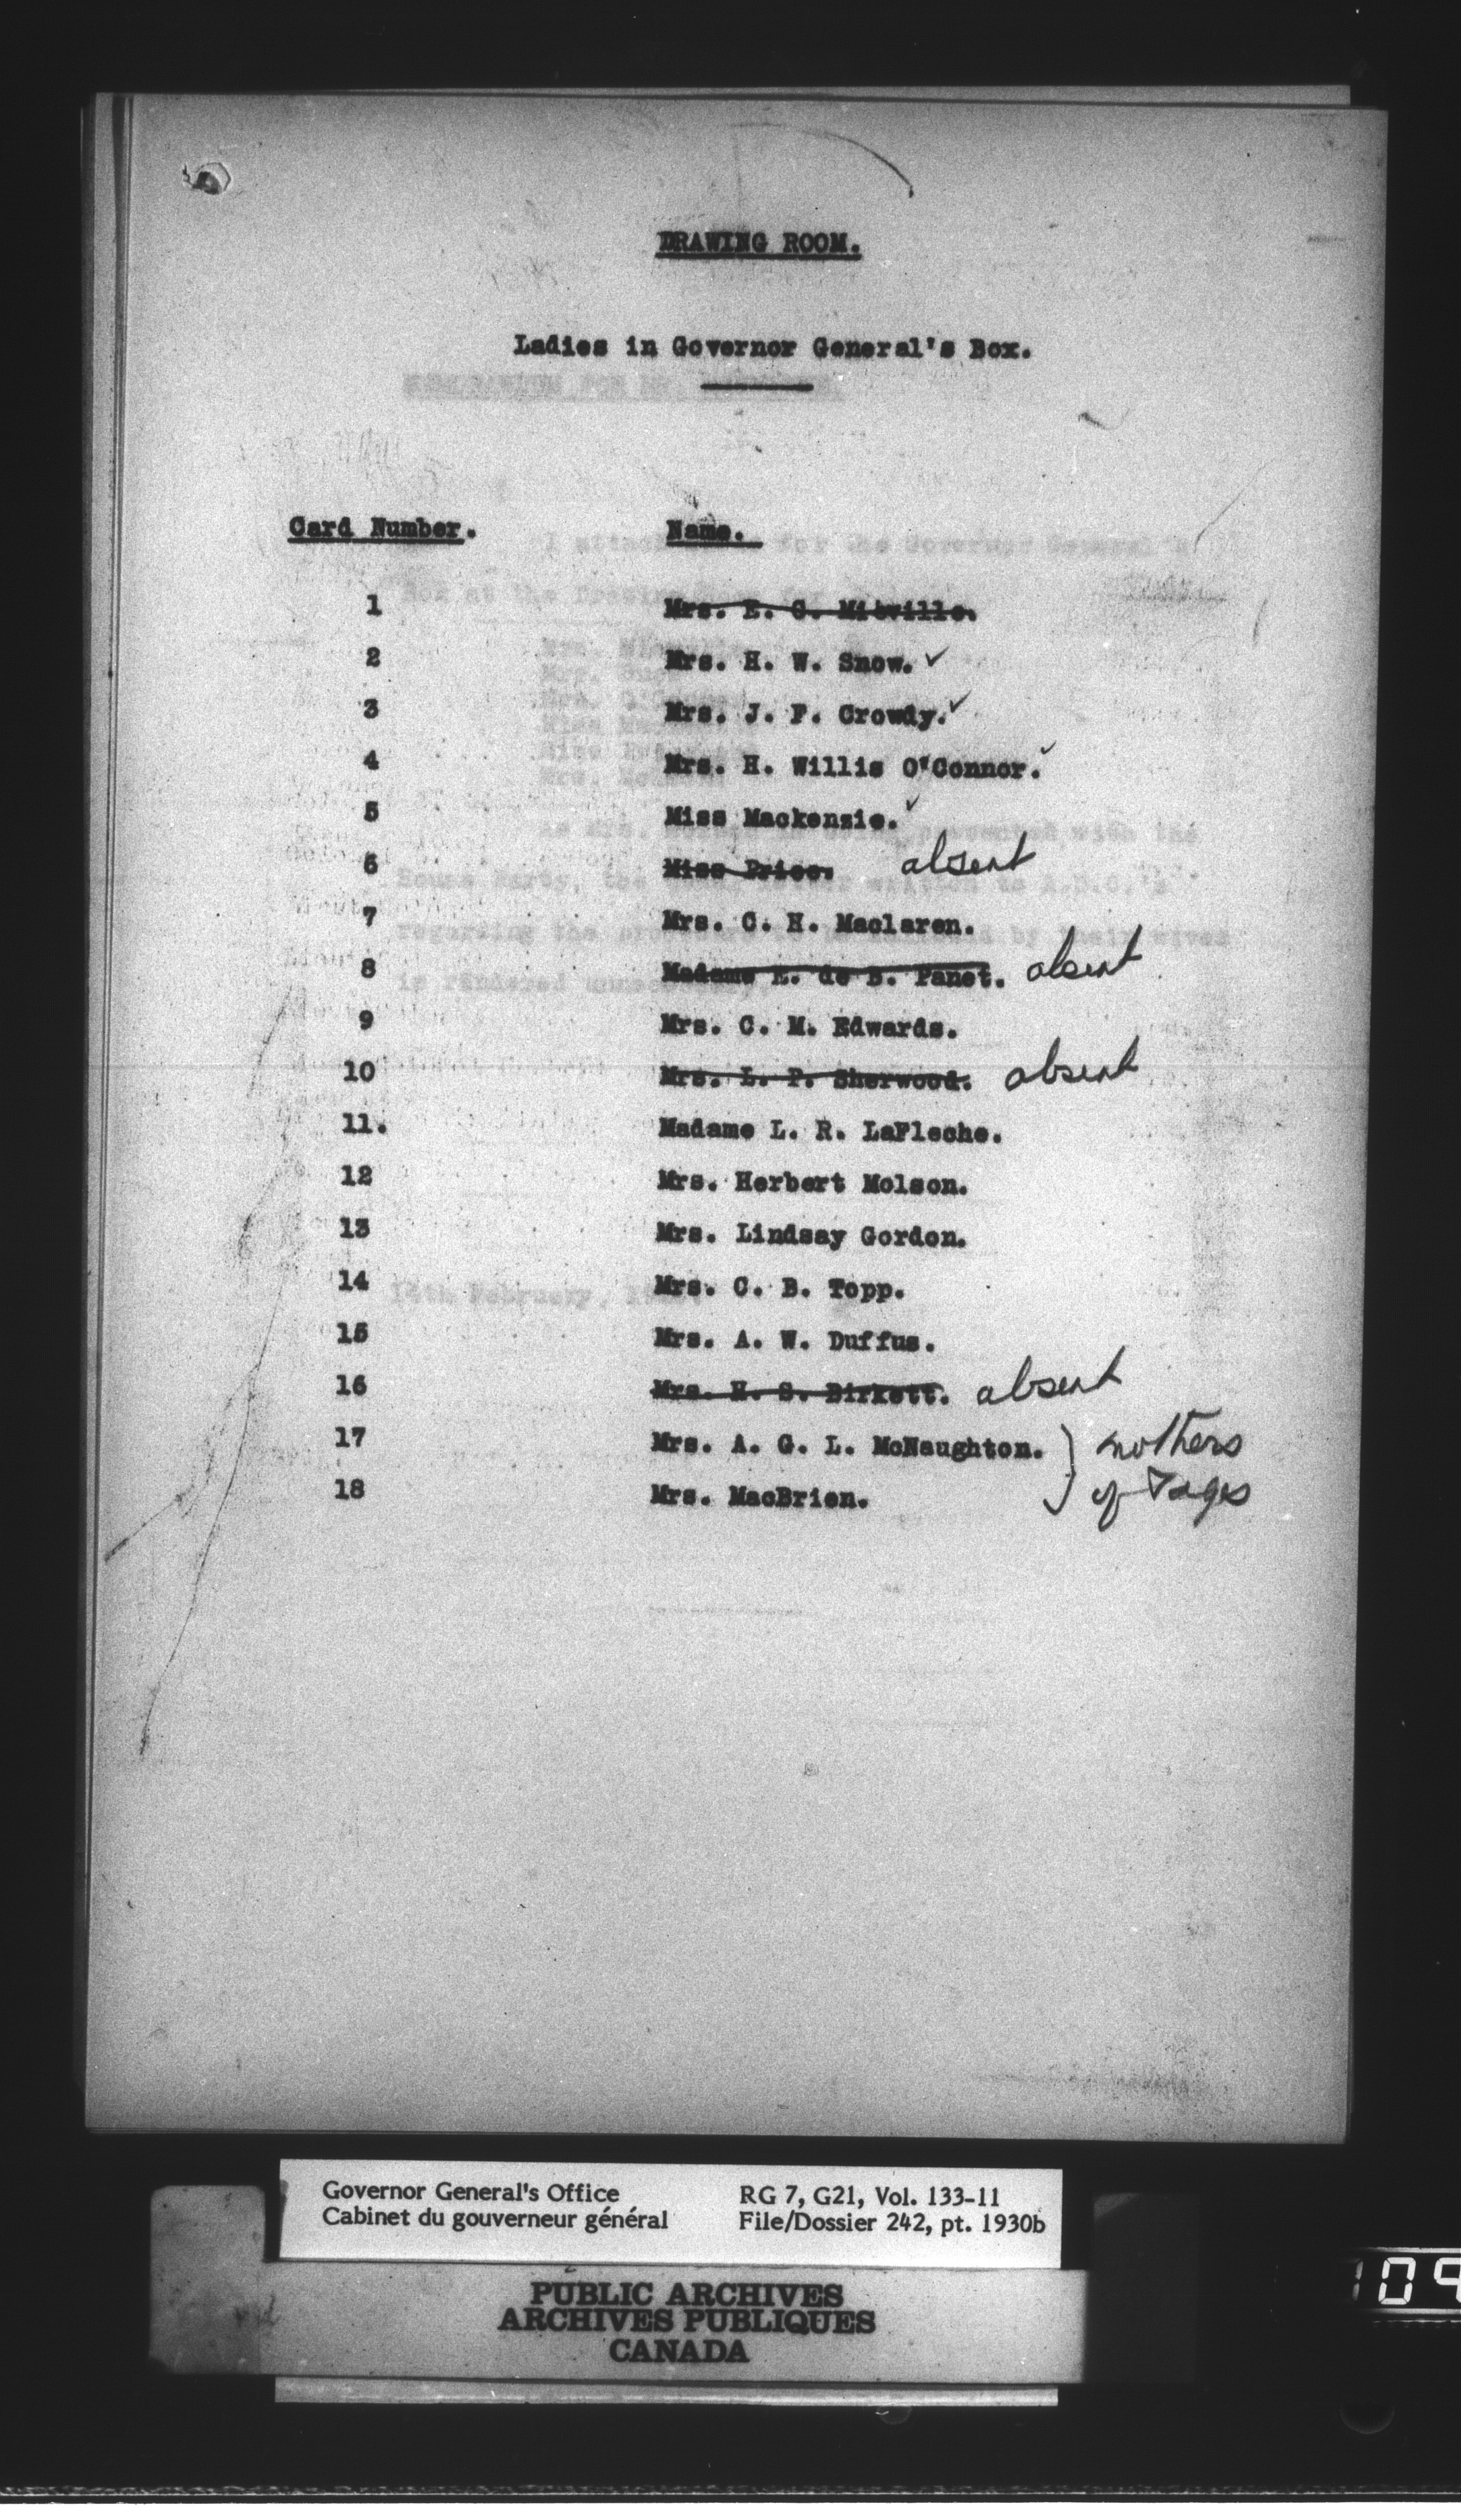 DRAWING ROOM.
Ladies in Governor General's Box.
Card Number. Name.
1 Mrs. E. C. Mieville.
2 Mrs. H. W. Snow. ✓
3 Mrs. J. F. Crowdy. ✓
4 Mrs. H. Willis O'Connor. ✓
5 Miss Mackenzie. ✓
6 Miss Price. absent
7 Mrs. C. H. Maclaren.
8 Madame E. de B. Panet. absent
9 Mrs. C. M. Edwards.
10 Mrs. L. P. Sherwood. absent
11. Madame L. R. LaFleche.
12 Mrs. Herbert Molson.
13 Mrs. Lindsay Gordon.
14 Mrs. C. B. Topp.
15 Mrs. A. W. Duffus.
16 Mrs. H. S. Birkett. absent
17 Mrs. A. G. L. McNaughton. } mothers
18 Mrs. MacBrien. of Pages
Governor General's Office RG 7, G21, Vol. 133-11
Cabinet du gouverneur général File/Dossier 242, pt. 1930b
PUBLIC ARCHIVES
ARCHIVES PUBLIQUES
CANADA
109